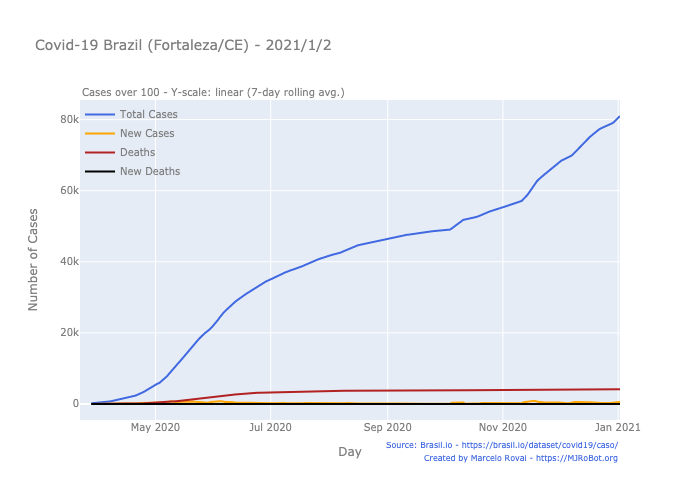 Covid-19 Brazil (Fortaleza/CE) - 2021/1/2
Cases over 100 - Y-scale: linear (7-day rolling avg.)
Total Cases
New Cases
Deaths
New Deaths
80k
60k
40k
20k
0
Number of Cases
May 2020
Jul 2020
Sep 2020
Nov 2020
Jan 2021
Day
Source: Brasil.io - https://brasil.io/dataset/covid19/caso/
Created by Marcelo Rovai - https://MJRoBot.org